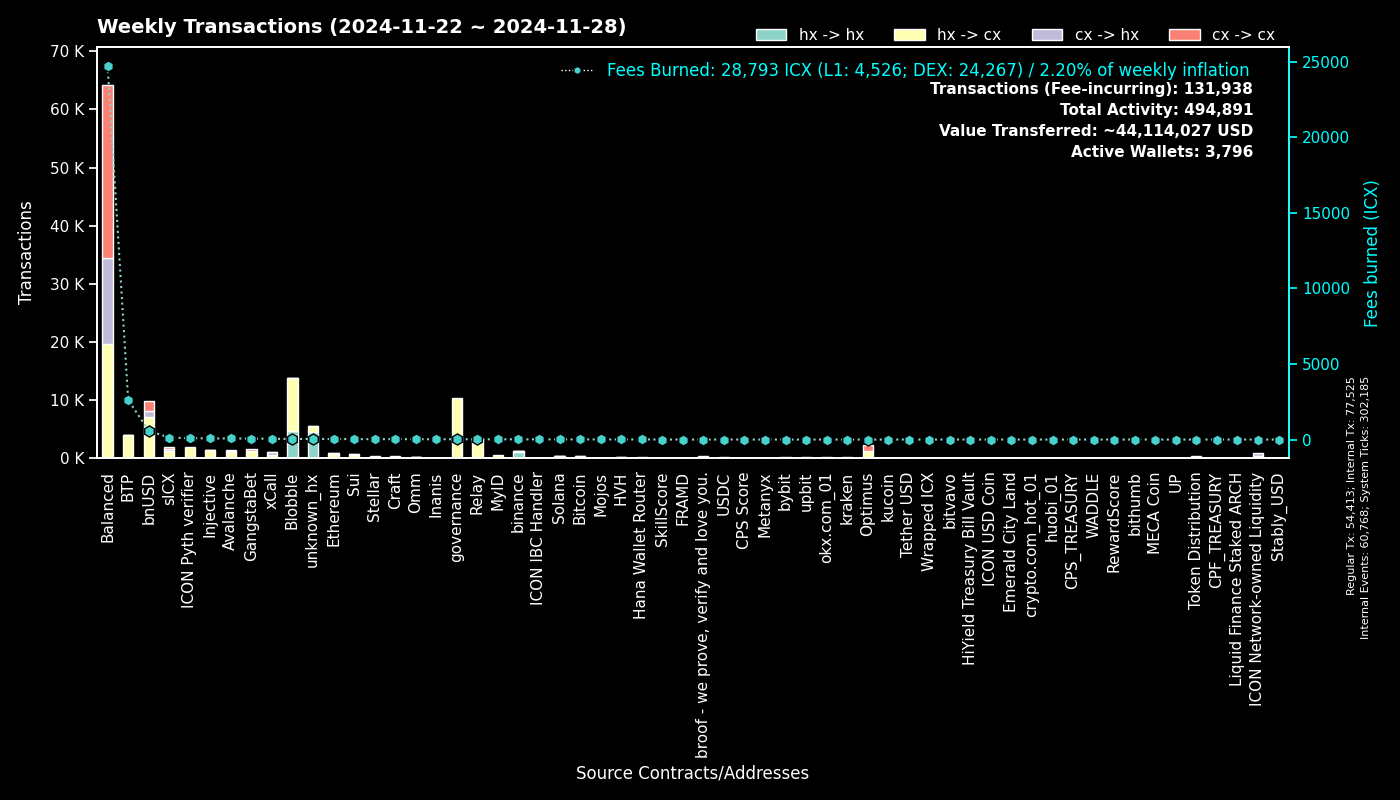 Weekly Transactions (2024-11-22 ~ 2024-11-28)
hx -> hx
hx -> cx
cx -> hx
cx -> cx
Fees Burned: 28,793 ICX (L1: 4,526; DEX: 24,267) / 2.20% of weekly inflation
Transactions (Fee-incurring): 131,938
Total Activity: 494,891
Value Transferred: ~44,114,027 USD
Active Wallets: 3,796
Transactions
70 K
60 K
50 K
40 K
30 K
20 K
10 K
0 K
25000
20000
15000
10000
5000
0
Fees burned (ICX)
Regular Tx: 54,413; Internal Tx: 77,525
Internal Events: 60,768; System Ticks: 302,185
Balanced
BTP
bnUSD
sICX
ICON Pyth verifier
Injective
Avalanche
GangstaBet
xCall
Blobble
unknown_hx
Ethereum
Sui
Stellar
Craft
Omm
Inanis
governance
Relay
MyID
binance
ICON IBC Handler
Solana
Bitcoin
Mojos
HVH
Hana Wallet Router
SkillScore
FRAMD
broof - we prove, verify and love you.
USDC
CPS Score
Metanyx
bybit
upbit
okx.com_01
kraken
Optimus
kucoin
Tether USD
Wrapped ICX
bitvavo
HiYield Treasury Bill Vault
ICON USD Coin
Emerald City Land
crypto.com_hot_01
huobi_01
CPS_TREASURY
WADDLE
RewardScore
bithumb
MECA Coin
UP
Token Distribution
CPF_TREASURY
Liquid Finance Staked ARCH
ICON Network-owned Liquidity
Stably_USD
Source Contracts/Addresses